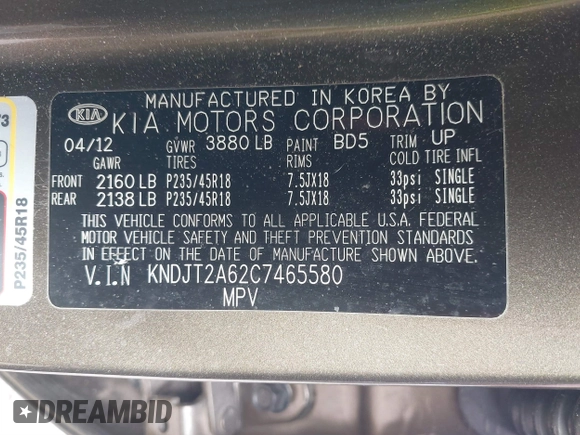 MANUFACTURED IN KOREA BY
KIA KIA MOTORS CORPORATION
04/12 GVWR 3880 LB PAINT BD5 TRIM UP
GAWR TIRES RIMS COLD TIRE INFL
FRONT 2160 LB P235/45R18 7.5JX18 33psi SINGLE
REAR 2138 LB P235/45R18 7.5JX18 33psi SINGLE
THIS VEHICLE CONFORMS TO ALL APPLICABLE U.S.A. FEDERAL
MOTOR VEHICLE SAFETY AND THEFT PREVENTION STANDARDS
IN EFFECT ON THE DATE OF MANUFACTURE SHOWN ABOVE.
V.I.N KNDJT2A62C7465580
MPV
P235/45R18
DREAMBID